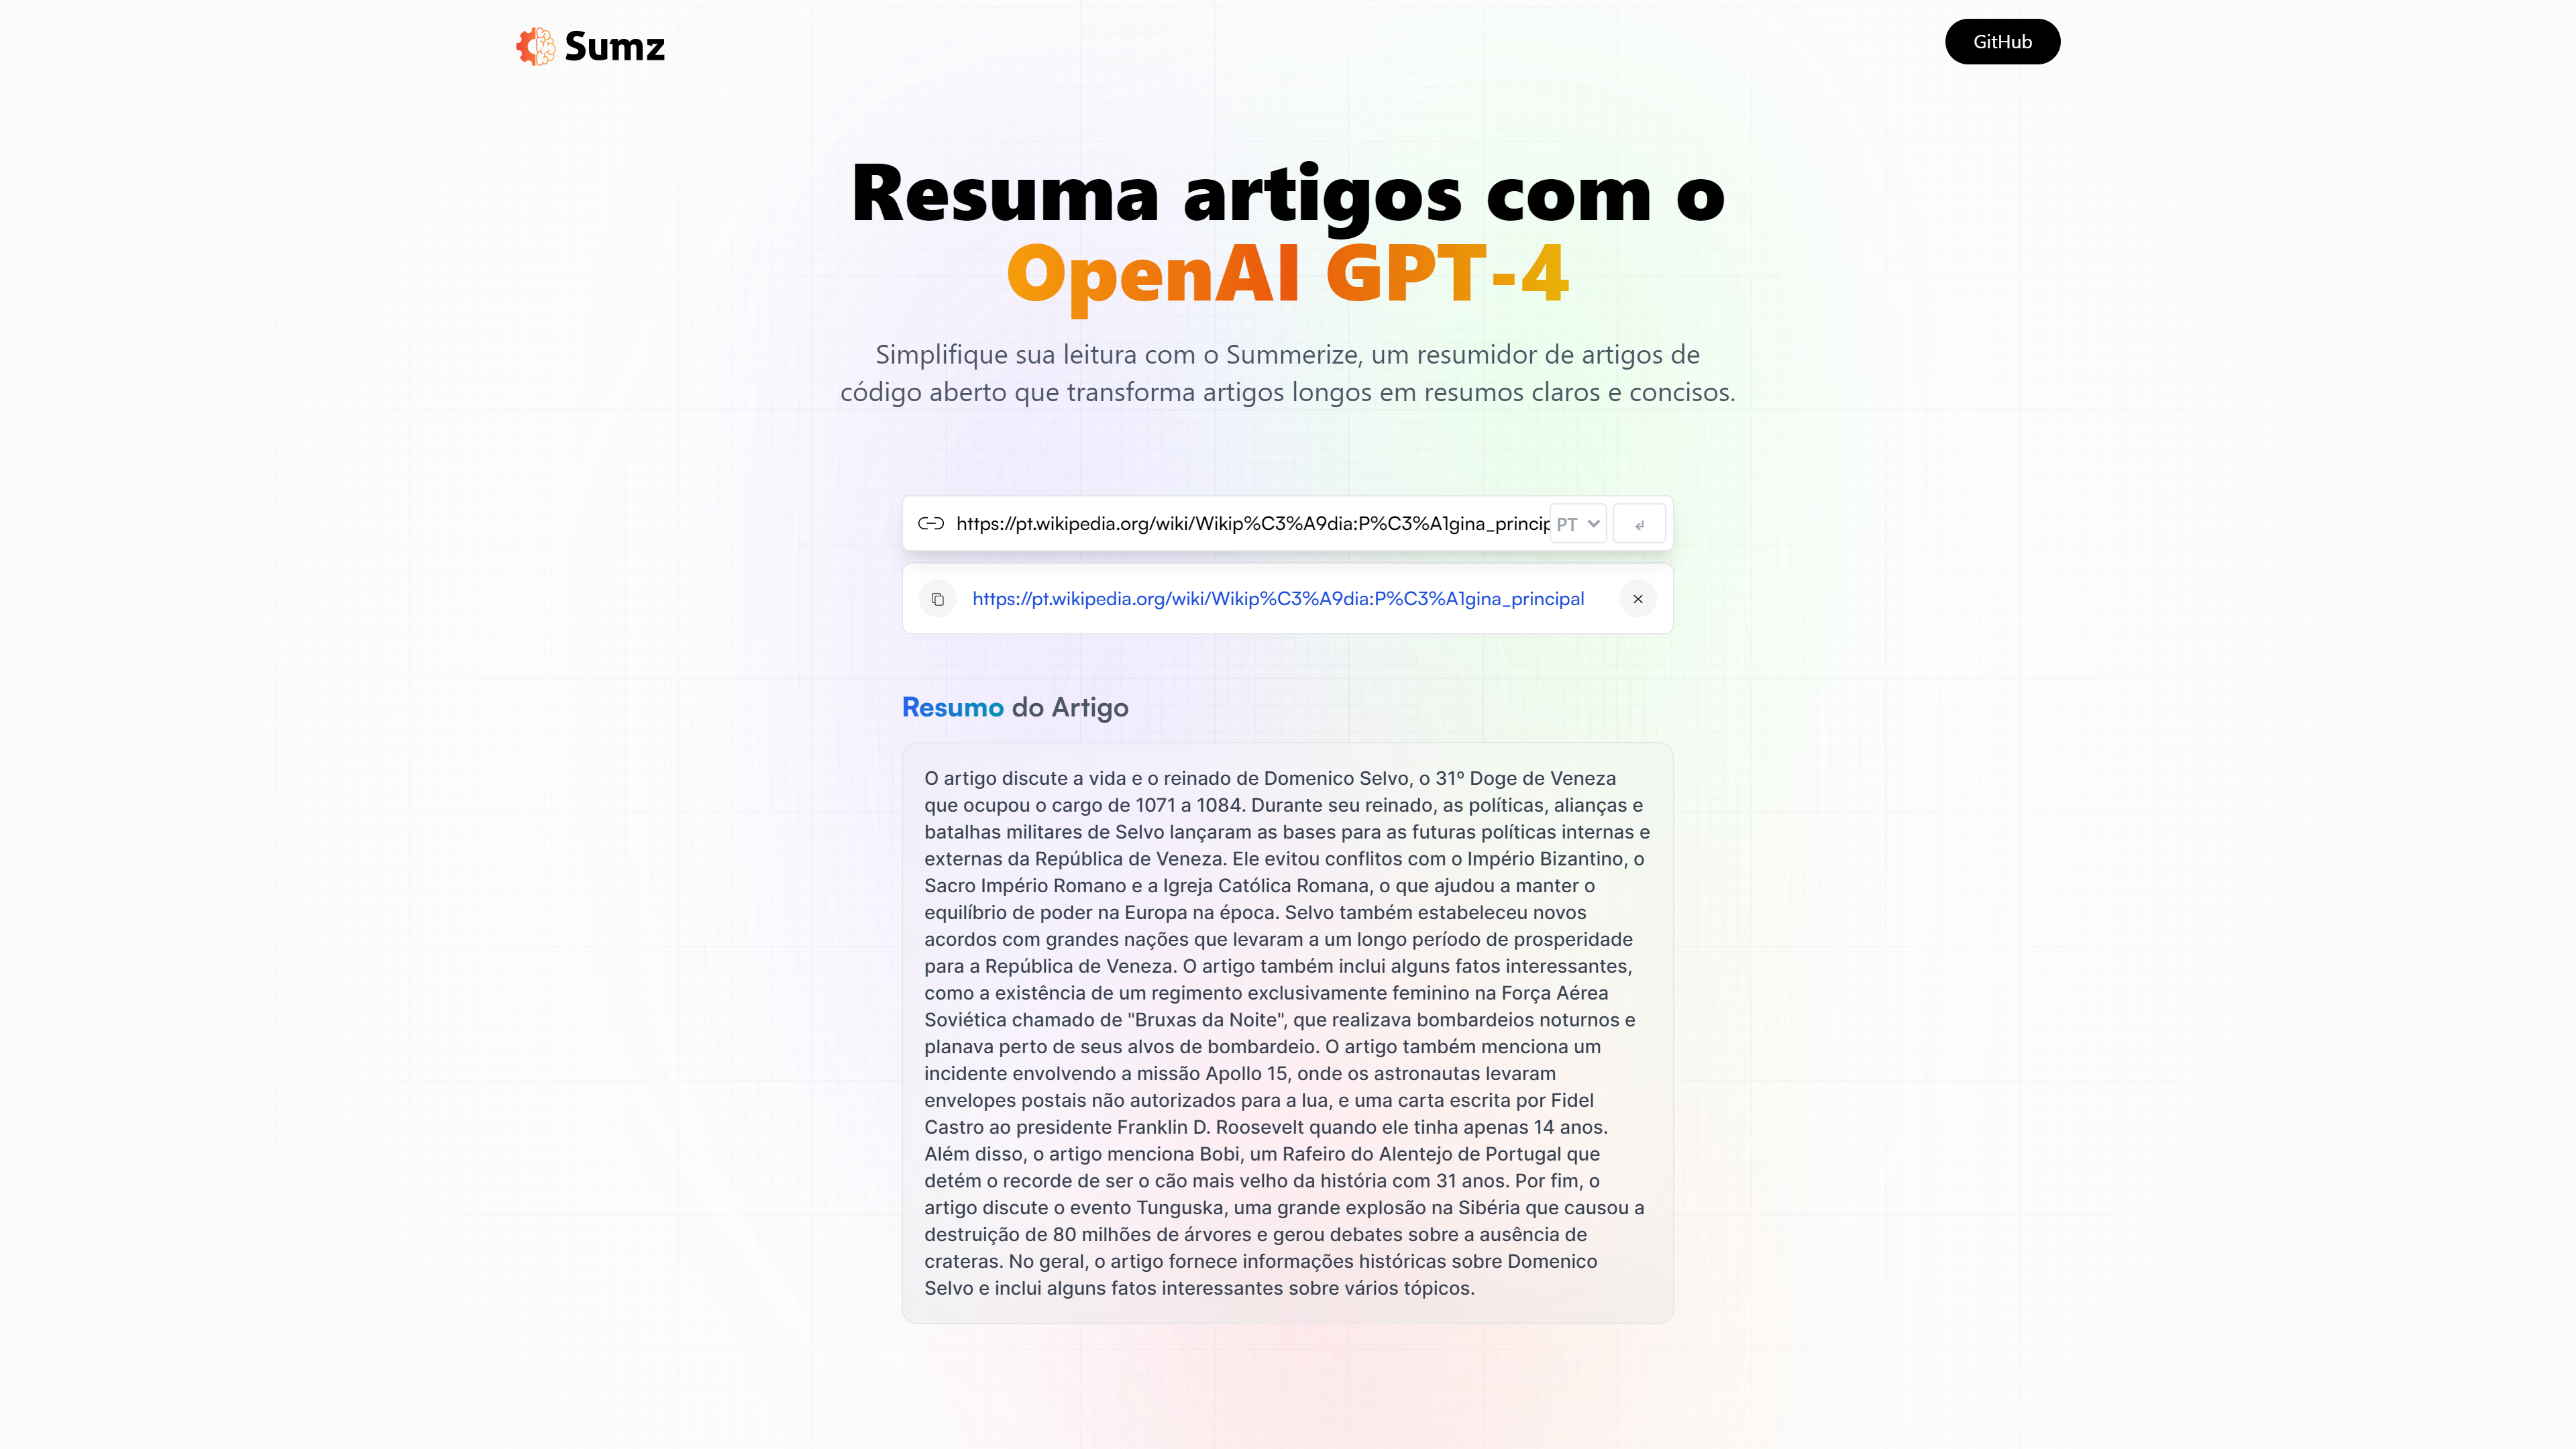 Sumz
GitHub
Resuma artigos com o
OpenAI GPT-4
Simplifique sua leitura com o Summerize, um resumidor de artigos de
código aberto que transforma artigos longos em resumos claros e concisos.
https://pt.wikipedia.org/wiki/Wikip%C3%A9dia:P%C3%A1gina_princip
PT
https://pt.wikipedia.org/wiki/Wikip%C3%A9dia:P%C3%A1gina_principal
Resumo do Artigo
O artigo discute a vida e o reinado de Domenico Selvo, o 31º Doge de Veneza
que ocupou o cargo de 1071 a 1084. Durante seu reinado, as políticas, alianças e
batalhas militares de Selvo lançaram as bases para as futuras políticas internas e
externas da República de Veneza. Ele evitou conflitos com o Império Bizantino, o
Sacro Império Romano e a Igreja Católica Romana, o que ajudou a manter o
equilíbrio de poder na Europa na época. Selvo também estabeleceu novos
acordos com grandes nações que levaram a um longo período de prosperidade
para a República de Veneza. O artigo também inclui alguns fatos interessantes,
como a existência de um regimento exclusivamente feminino na Força Aérea
Soviética chamado de "Bruxas da Noite", que realizava bombardeios noturnos e
planava perto de seus alvos de bombardeio. O artigo também menciona um
incidente envolvendo a missão Apollo 15, onde os astronautas levaram
envelopes postais não autorizados para a lua, e uma carta escrita por Fidel
Castro ao presidente Franklin D. Roosevelt quando ele tinha apenas 14 anos.
Além disso, o artigo menciona Bobi, um Rafeiro do Alentejo de Portugal que
detém o recorde de ser o cão mais velho da história com 31 anos. Por fim, o
artigo discute o evento Tunguska, uma grande explosão na Sibéria que causou a
destruição de 80 milhões de árvores e gerou debates sobre a ausência de
crateras. No geral, o artigo fornece informações históricas sobre Domenico
Selvo e inclui alguns fatos interessantes sobre vários tópicos.